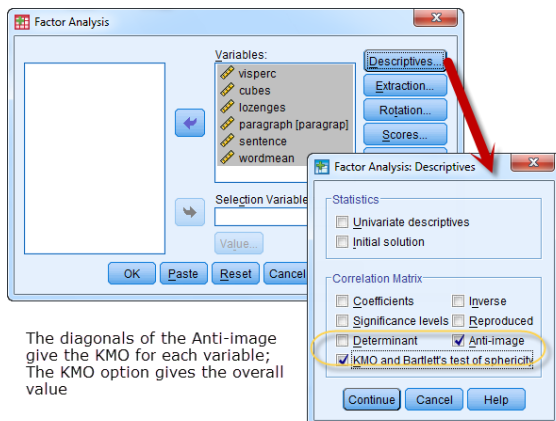 Factor Analysis
Variables:
visperc
cubes
lozenges
paragraph [paragrap]
sentence
wordmean
Descriptives...
Extraction...
Rotation...
Scores...
Selection Variable
Value...
OK
Paste
Reset
Cancel
Factor Analysis: Descriptives
Statistics
Univariate descriptives
Initial solution
Correlation Matrix
Coefficients
Inverse
Significance levels
Reproduced
Determinant
Anti-image
KMO and Bartlett's test of sphericity
Continue
Cancel
Help
The diagonals of the Anti-image
give the KMO for each variable;
The KMO option gives the overall
value